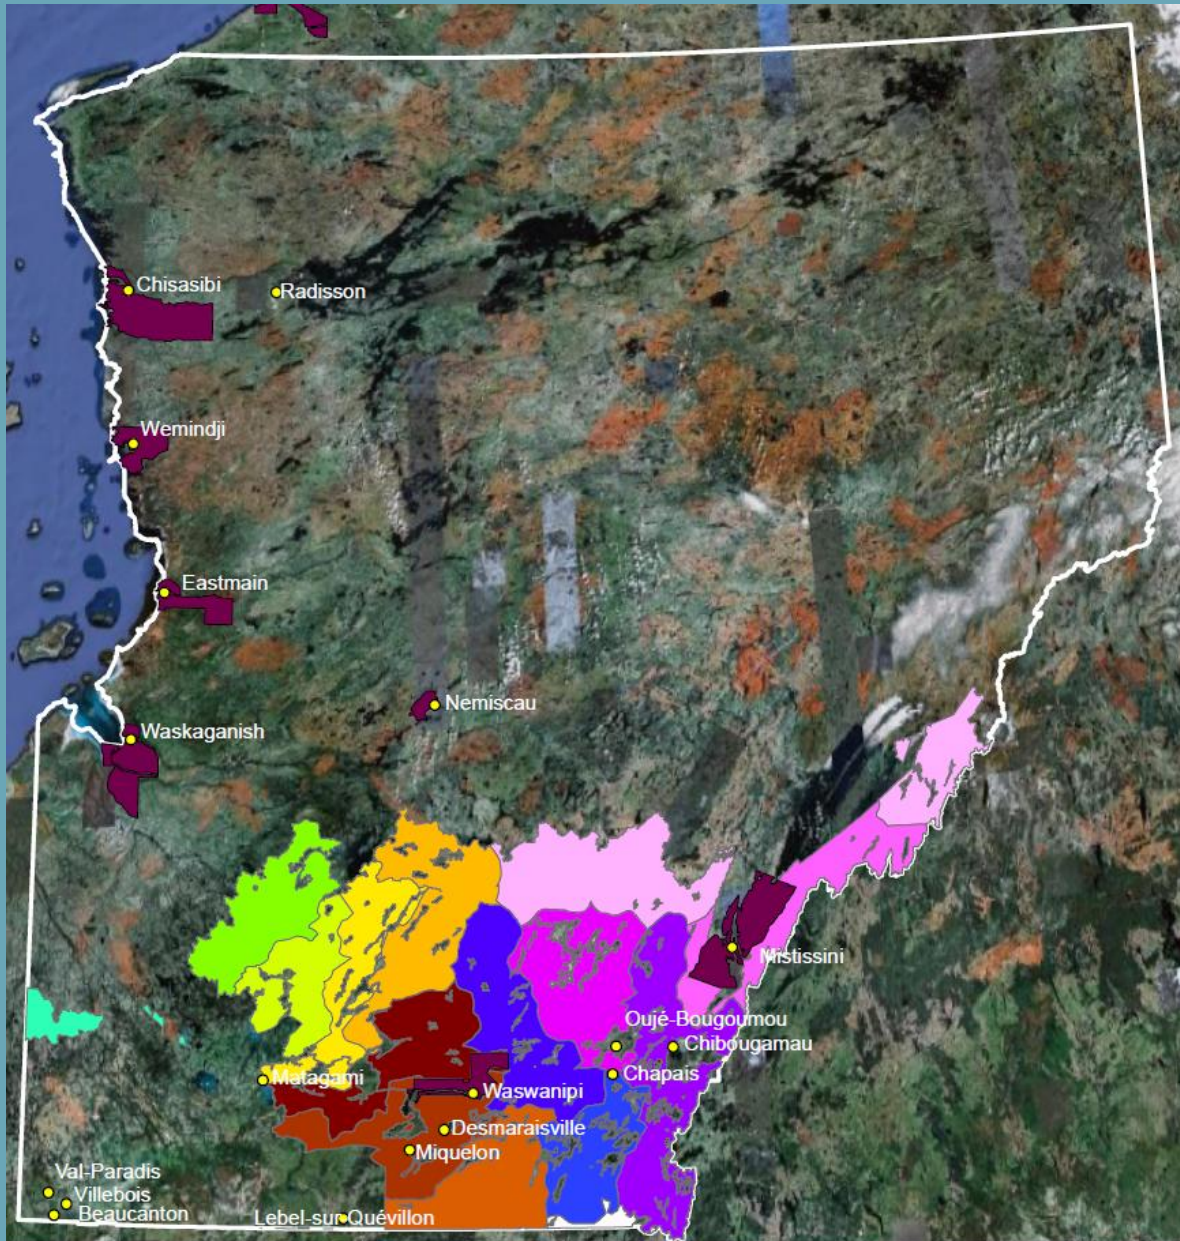 Chisasibi
Radisson
Wemindji
Eastmain
Nemiscau
Waskaganish
Mistissini
Oujé-Bougoumou
Chibougamau
Chapais
Matagami
Waswanipi
Desmaraisville
Miquelon
Val-Paradis
Villebois
Beaucanton
Lebel-sur-Quévillon